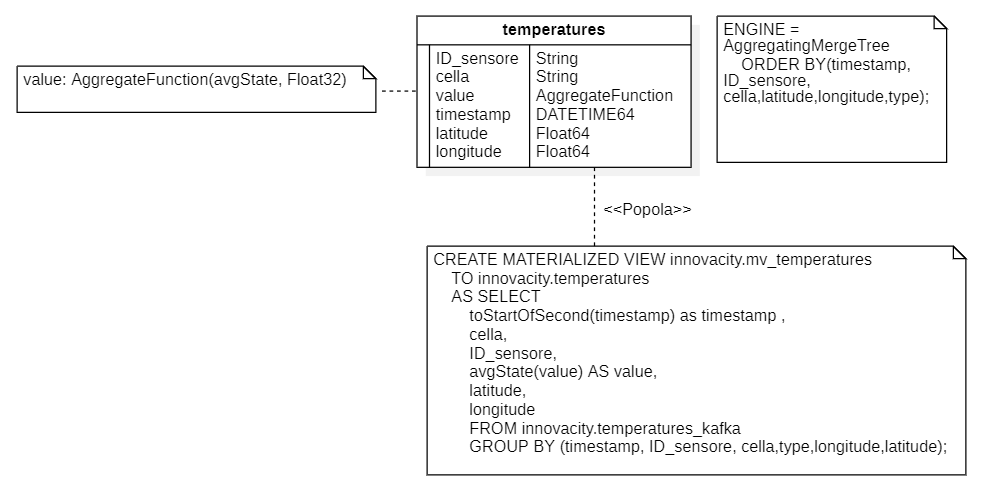 temperatures
ID_sensore String
cella String
value AggregateFunction
timestamp DATETIME64
latitude Float64
longitude Float64
value: AggregateFunction(avgState, Float32)
ENGINE =
AggregatingMergeTree
ORDER BY(timestamp,
ID_sensore,
cella,latitude,longitude,type);
<<Popola>>
CREATE MATERIALIZED VIEW innovacity.mv_temperatures
TO innovacity.temperatures
AS SELECT
toStartOfSecond(timestamp) as timestamp ,
cella,
ID_sensore,
avgState(value) AS value,
latitude,
longitude
FROM innovacity.temperatures_kafka
GROUP BY (timestamp, ID_sensore, cella,type,longitude,latitude);